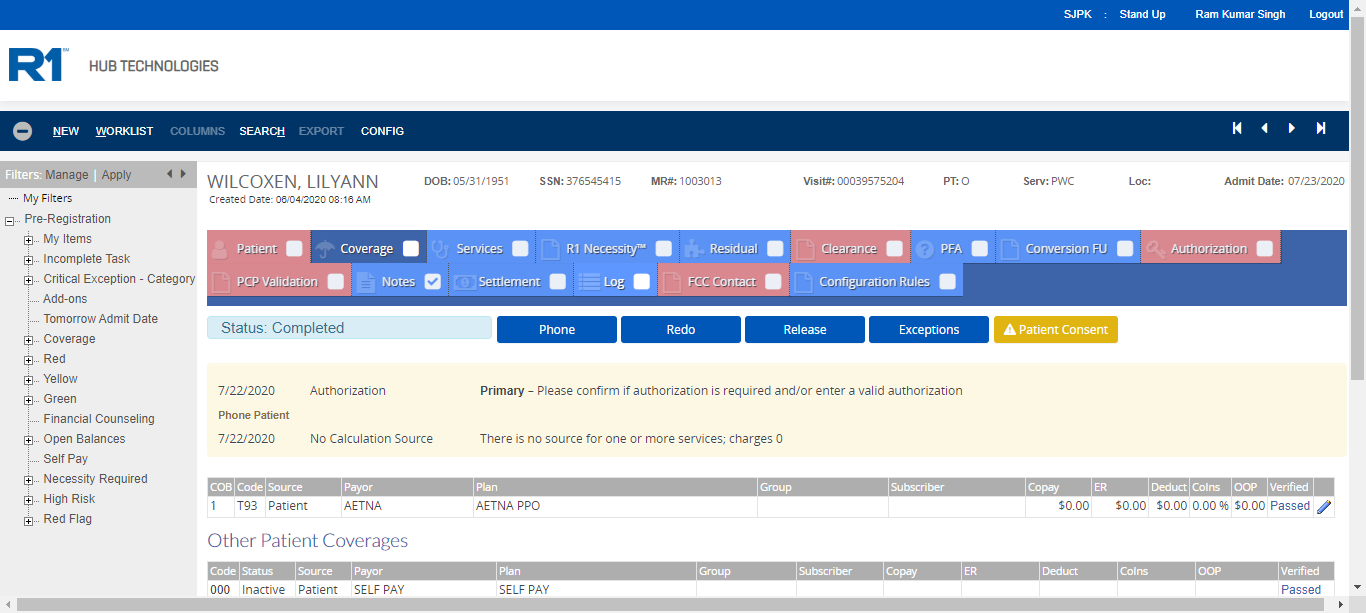 SJPK : Stand Up Ram Kumar Singh Logout
R1™ HUB TECHNOLOGIES
NEW WORKLIST COLUMNS SEARCH EXPORT CONFIG
Filters: Manage | Apply
My Filters
Pre-Registration
My Items
Incomplete Task
Critical Exception - Category
Add-ons
Tomorrow Admit Date
Coverage
Red
Yellow
Green
Financial Counseling
Open Balances
Self Pay
Necessity Required
High Risk
Red Flag
WILCOXEN, LILYANN DOB: 05/31/1951 SSN: 376545415 MR#: 1003013 Visit#: 00039575204 PT: O Serv: PWC Loc: Admit Date: 07/23/2020
Created Date: 06/04/2020 08:16 AM
Patient Coverage Services R1 Necessity™ Residual Clearance PFA Conversion FU Authorization
PCP Validation Notes Settlement Log FCC Contact Configuration Rules
Status: Completed Phone Redo Release Exceptions Patient Consent
7/22/2020 Authorization Primary – Please confirm if authorization is required and/or enter a valid authorization
Phone Patient
7/22/2020 No Calculation Source There is no source for one or more services; charges 0
COB Code Source Payor Plan Group Subscriber Copay ER Deduct CoIns OOP Verified
1 T93 Patient AETNA AETNA PPO $0.00 $0.00 $0.00 0.00 % $0.00 Passed
Other Patient Coverages
Code Status Source Payor Plan Group Subscriber Copay ER Deduct CoIns OOP Verified
000 Inactive Patient SELF PAY SELF PAY Passed